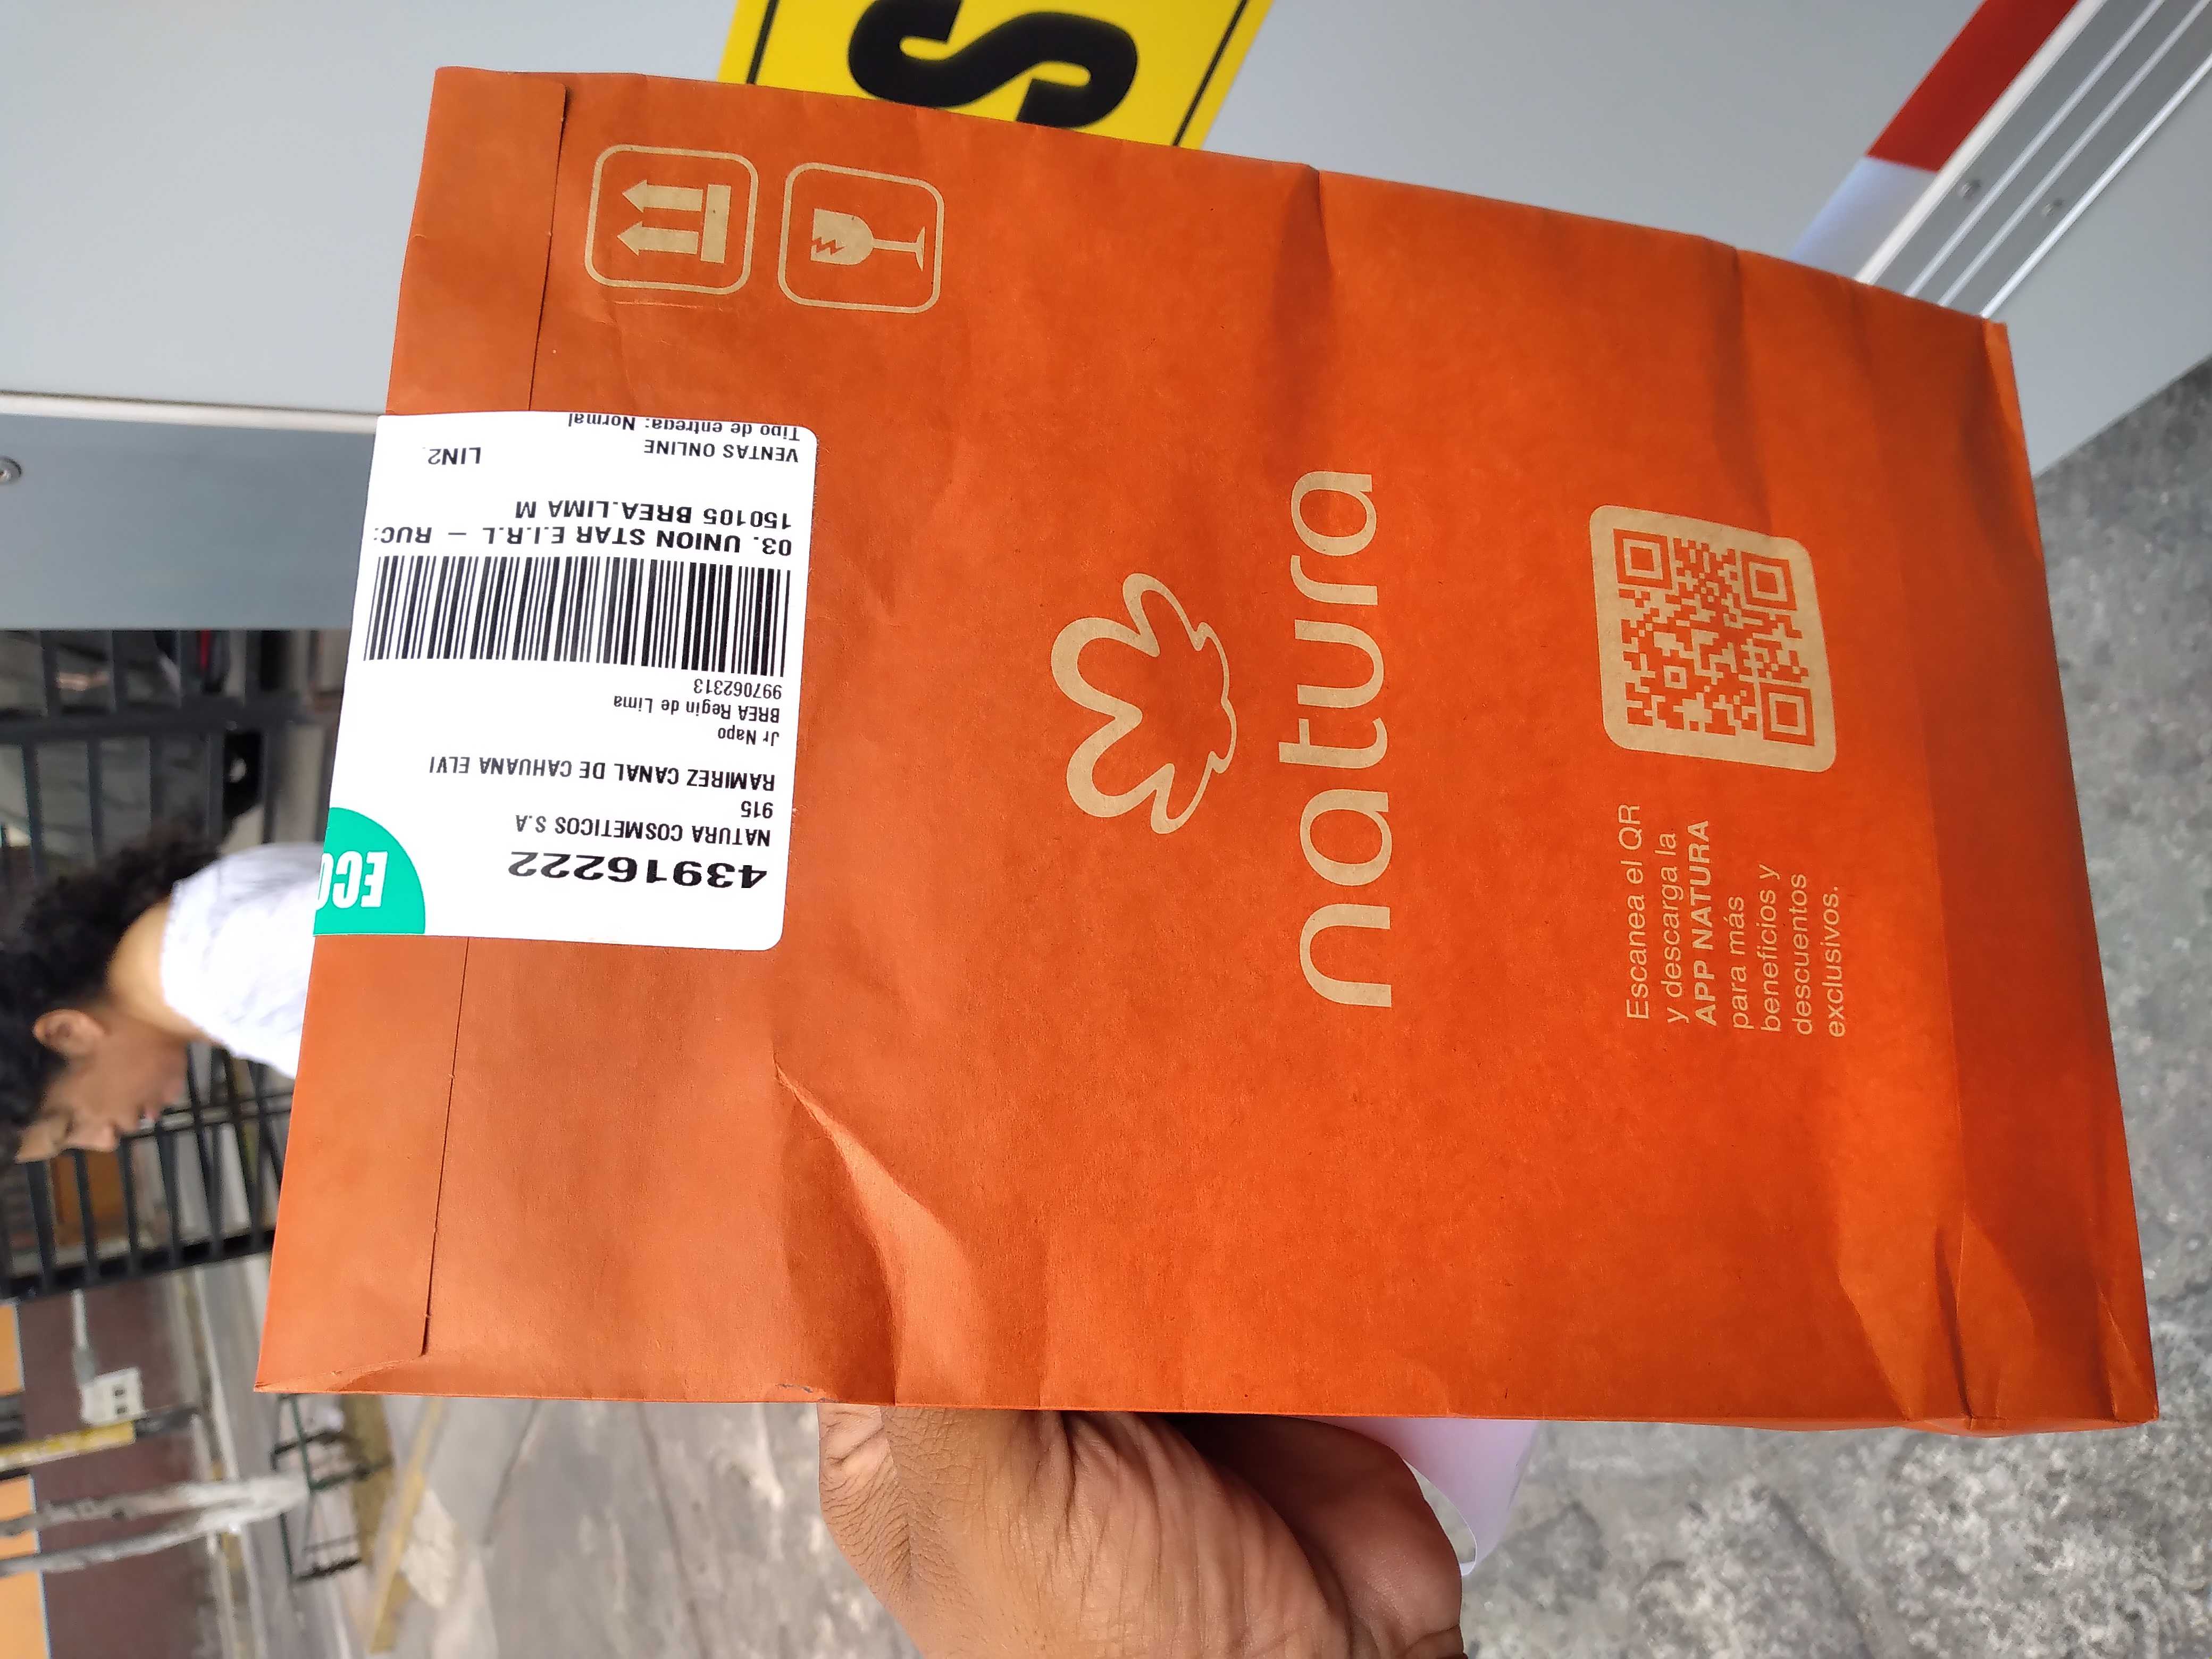 S
natura
Escanea el QR
y descarga la
APP NATURA
para más
beneficios y
descuentos
exclusivos.
ECO
43916222
NATURA COSMETICOS S.A
915
RAMIREZ CANAL DE CAHUANA ELVI
Jr Napo
BREA Regin de Lima
997062313
03. UNION STAR E.I.R.L - RUC:
150105 BREA.LIMA M
VENTAS ONLINE LIN2
Tipo de entrega: Normal